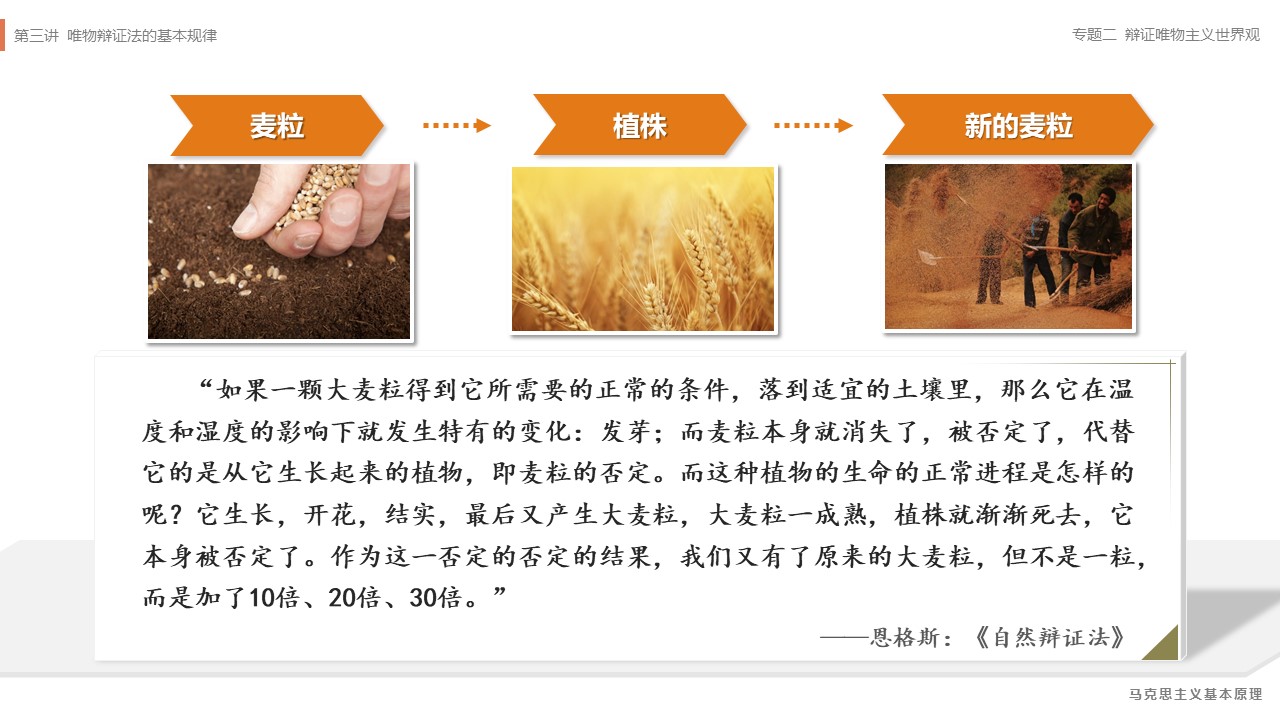 第三讲 唯物辩证法的基本规律
专题二 辩证唯物主义世界观
麦粒
植株
新的麦粒
“如果一颗大麦粒得到它所需要的正常的条件，落到适宜的土壤里，那么它在温
度和湿度的影响下就发生特有的变化：发芽；而麦粒本身就消失了，被否定了，代替
它的是从它生长起来的植物，即麦粒的否定。而这种植物的生命的正常进程是怎样的
呢？它生长，开花，结实，最后又产生大麦粒，大麦粒一成熟，植株就渐渐死去，它
本身被否定了。作为这一否定的否定的结果，我们又有了原来的大麦粒，但不是一粒，
而是加了10倍、20倍、30倍。”
——恩格斯：《自然辩证法》
马克思主义基本原理